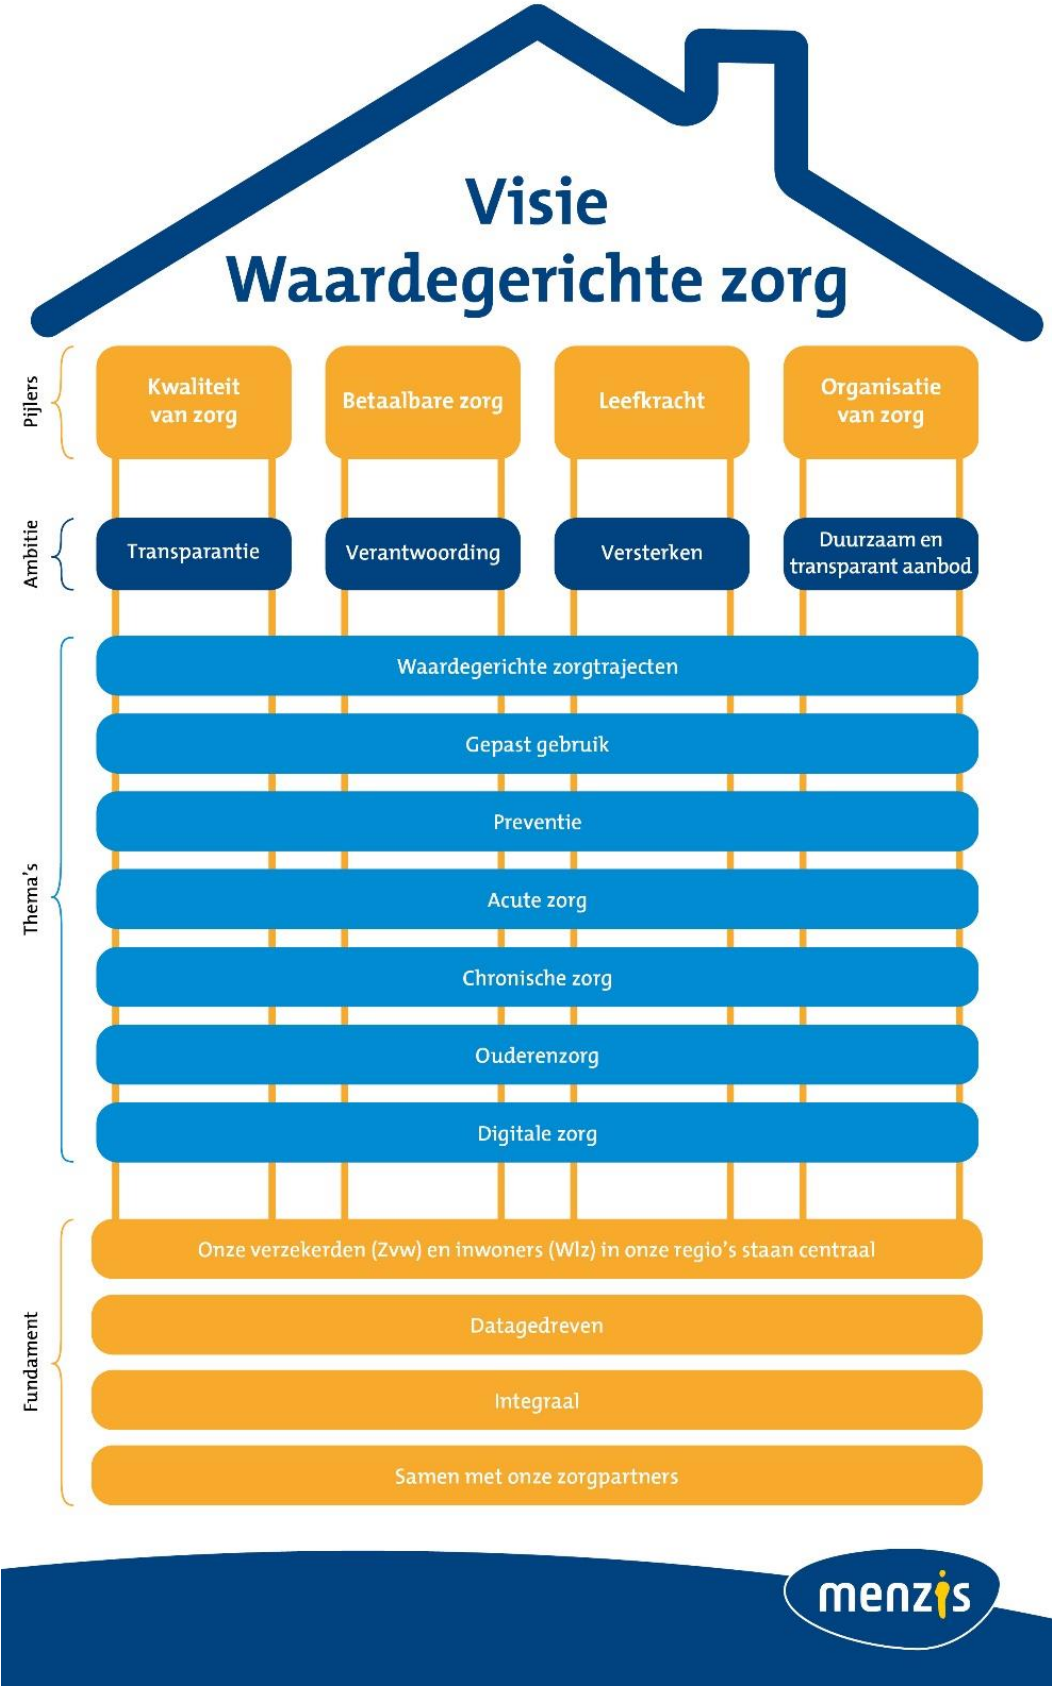 Visie
Waardegerichte zorg
Pijlers
Kwaliteit
van zorg
Betaalbare zorg
Leefkracht
Organisatie
van zorg
Ambitie
Transparantie
Verantwoording
Versterken
Duurzaam en
transparant aanbod
Thema's
Waardegerichte zorgtrajecten
Gepast gebruik
Preventie
Acute zorg
Chronische zorg
Ouderenzorg
Digitale zorg
Fundament
Onze verzekerden (Zvw) en inwoners (Wlz) in onze regio's staan centraal
Datagedreven
Integraal
Samen met onze zorgpartners
menzis